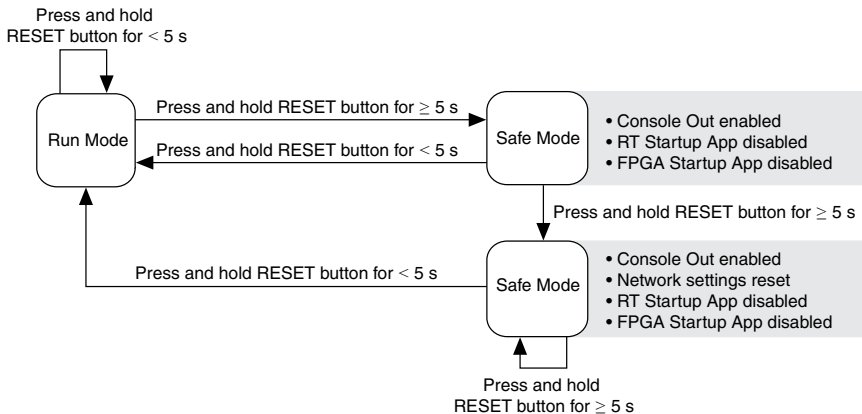 Press and hold
RESET button for < 5 s
Press and hold RESET button for ≥ 5 s
Run Mode
Safe Mode
• Console Out enabled
• RT Startup App disabled
• FPGA Startup App disabled
Press and hold RESET button for < 5 s
Press and hold RESET button for ≥ 5 s
Press and hold RESET button for < 5 s
Safe Mode
• Console Out enabled
• Network settings reset
• RT Startup App disabled
• FPGA Startup App disabled
Press and hold
RESET button for ≥ 5 s